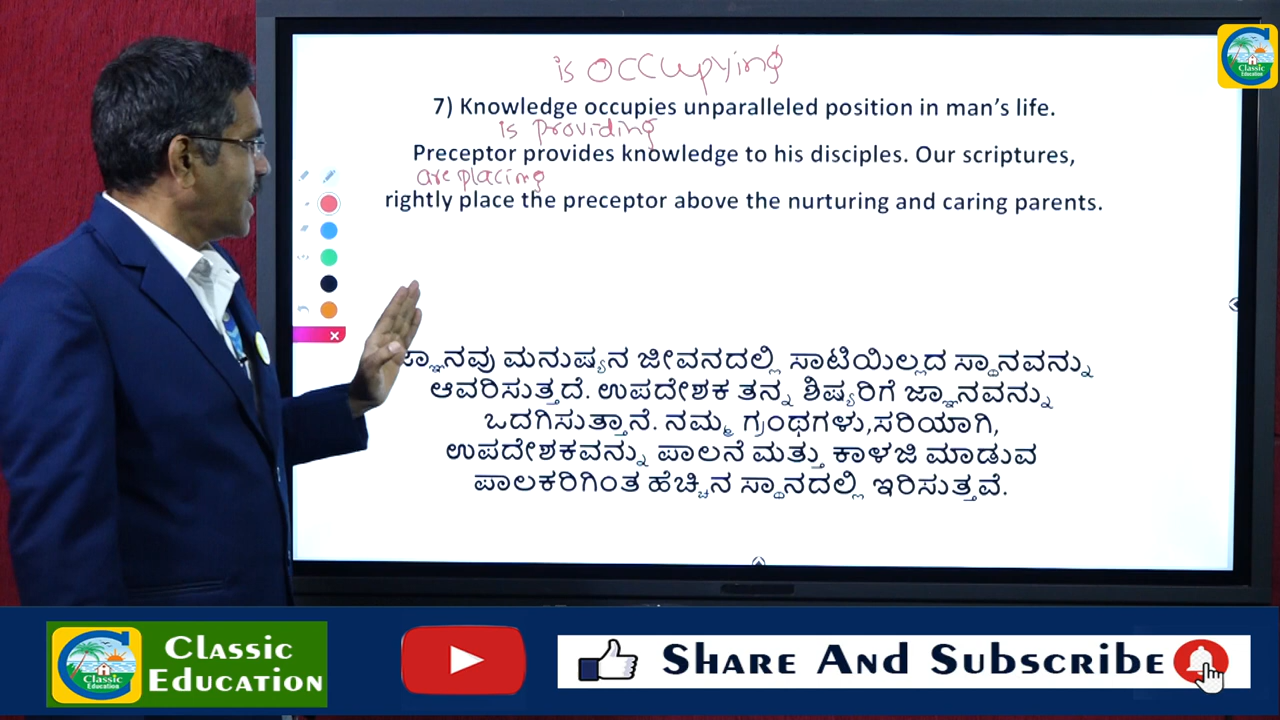 is occupying
7) Knowledge occupies unparalleled position in man's life.
is providing
Preceptor provides knowledge to his disciples. Our scriptures,
are placing
rightly place the preceptor above the nurturing and caring parents.
ಜ್ಞಾನವು ಮನುಷ್ಯನ ಜೀವನದಲ್ಲಿ ಸಾಟಿಯಿಲ್ಲದ ಸ್ಥಾನವನ್ನು
ಆವರಿಸುತ್ತದೆ. ಉಪದೇಶಕ ತನ್ನ ಶಿಷ್ಯರಿಗೆ ಜ್ಞಾನವನ್ನು
ಒದಗಿಸುತ್ತಾನೆ. ನಮ್ಮ ಗ್ರಂಥಗಳು,ಸರಿಯಾಗಿ,
ಉಪದೇಶಕವನ್ನು ಪಾಲನೆ ಮತ್ತು ಕಾಳಜಿ ಮಾಡುವ
ಪಾಲಕರಿಗಿಂತ ಹೆಚ್ಚಿನ ಸ್ಥಾನದಲ್ಲಿ ಇರಿಸುತ್ತವೆ.
Classic
Education
Classic
Education
Classic
Education
Share And Subscribe